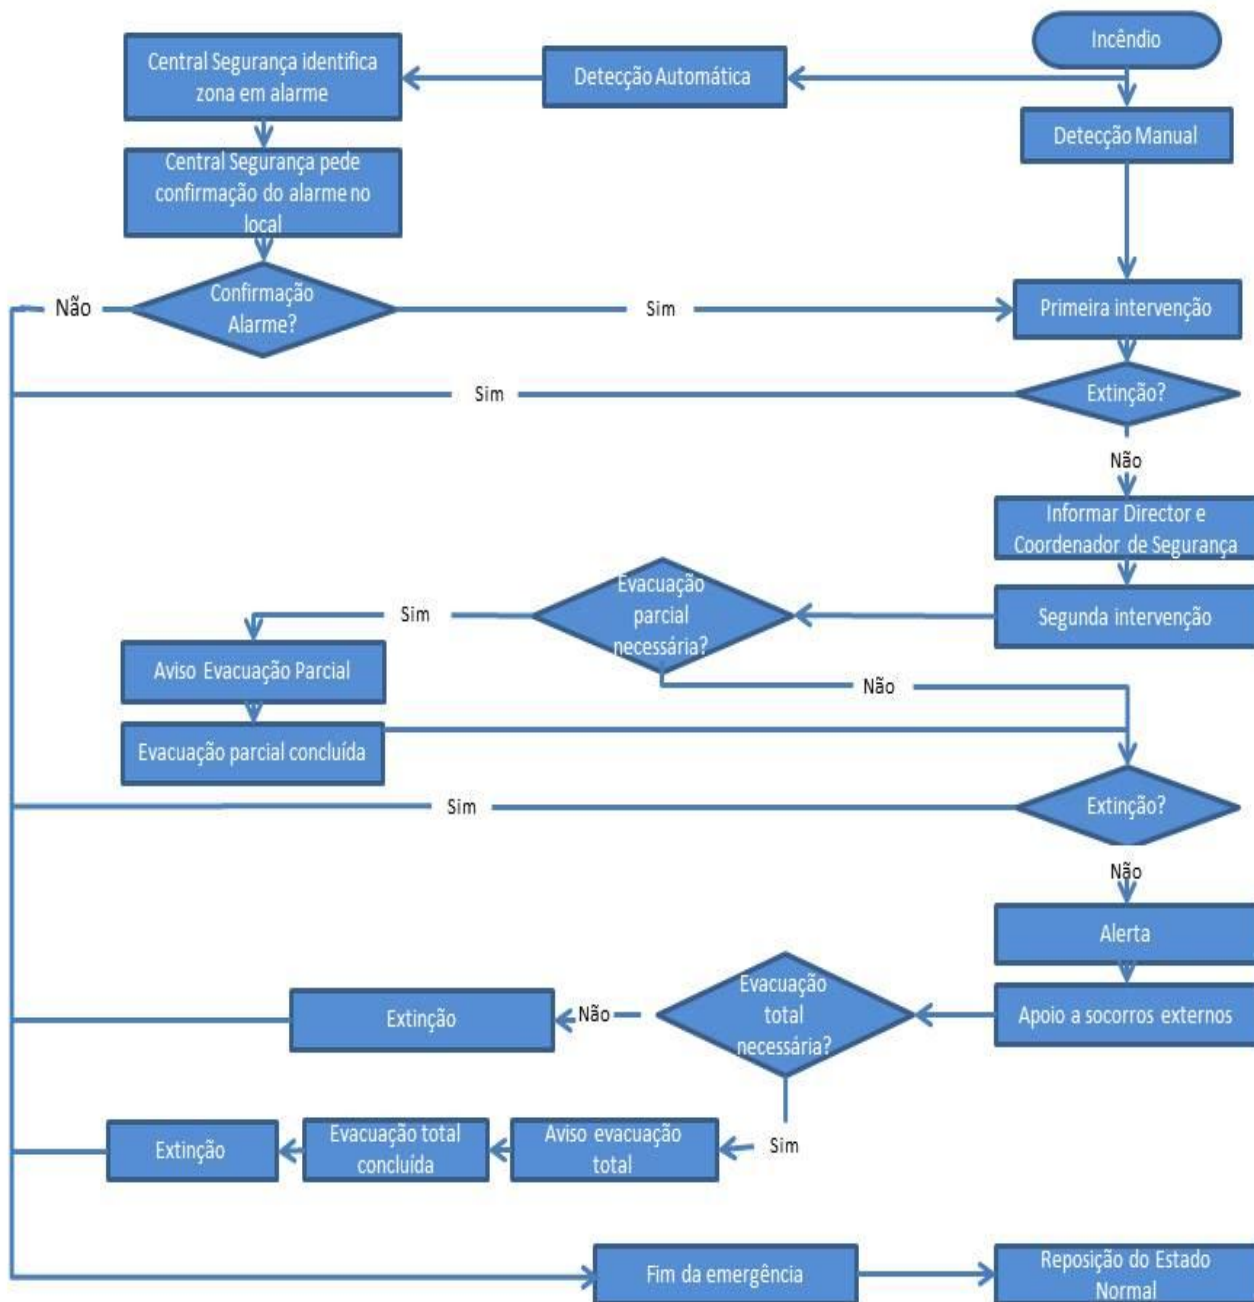 Incêndio
Central Segurança identifica
zona em alarme
Detecção Automática
Detecção Manual
Central Segurança pede
confirmação do alarme no
local
Não
Confirmação
Alarme?
Sim
Primeira intervenção
Sim
Extinção?
Não
Informar Director e
Coordenador de Segurança
Evacuação
parcial
necessária?
Sim
Segunda intervenção
Aviso Evacuação Parcial
Não
Evacuação parcial concluída
Sim
Extinção?
Não
Alerta
Evacuação
total
necessária?
Extinção
Não
Apoio a socorros externos
Extinção
Evacuação total
concluída
Aviso evacuação
total
Sim
Fim da emergência
Reposição do Estado
Normal